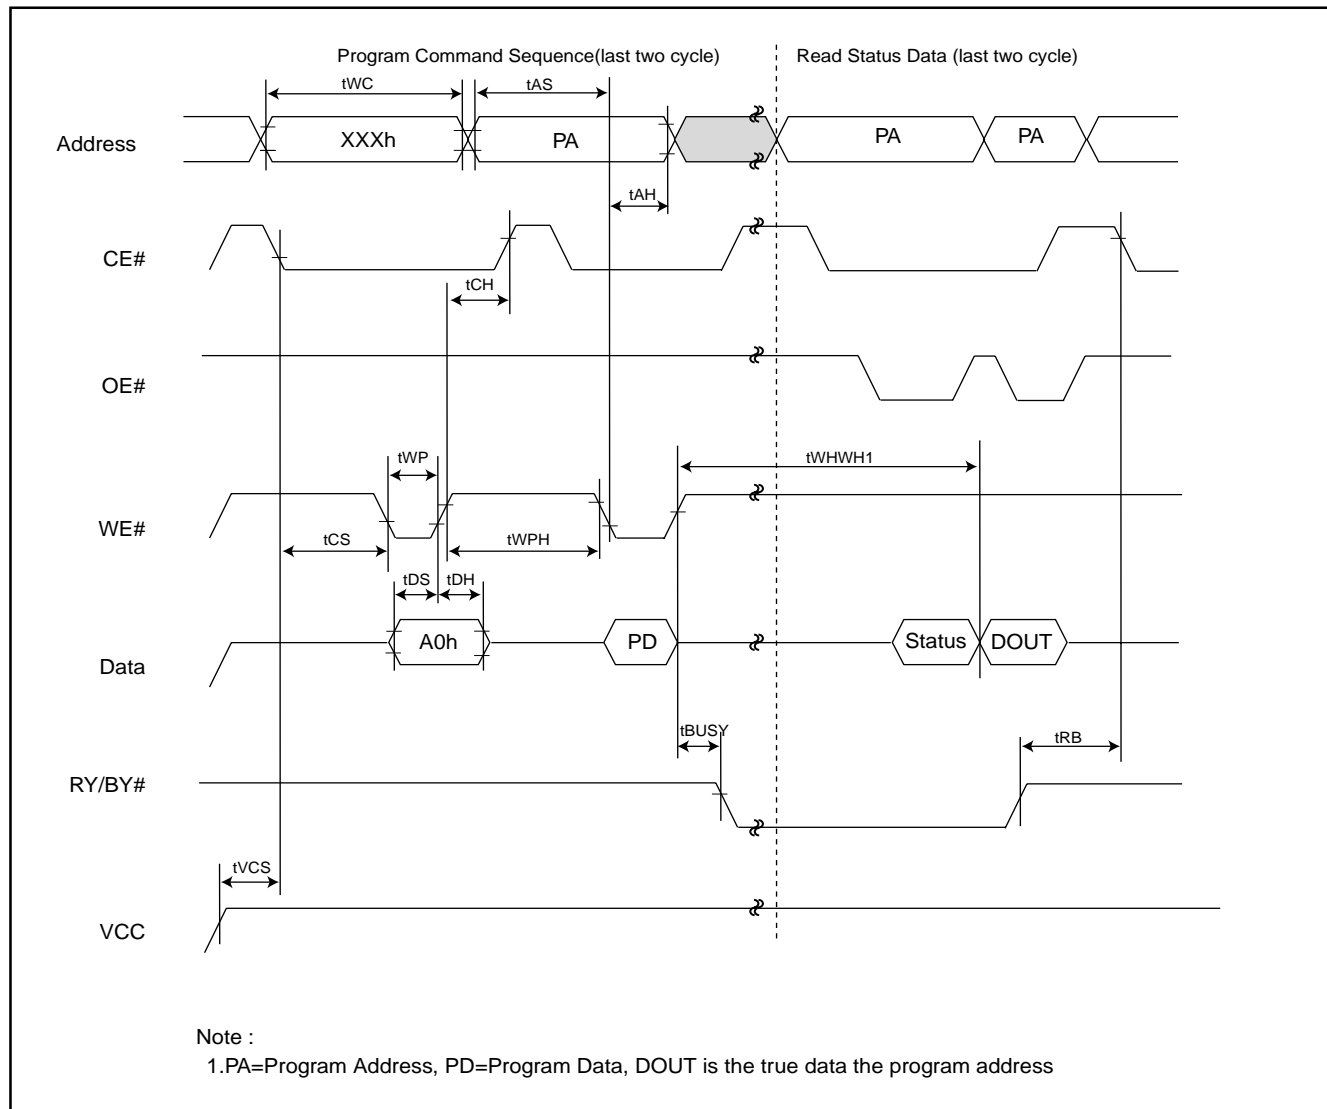 Program Command Sequence(last two cycle)
Read Status Data (last two cycle)
tWC
tAS
Address
XXXh
PA
PA
PA
tAH
CE#
tCH
OE#
tWP
tWHWH1
WE#
tCS
tWPH
tDS
tDH
A0h
PD
Status
DOUT
Data
tBUSY
tRB
RY/BY#
tVCS
VCC
Note :
1.PA=Program Address, PD=Program Data, DOUT is the true data the program address